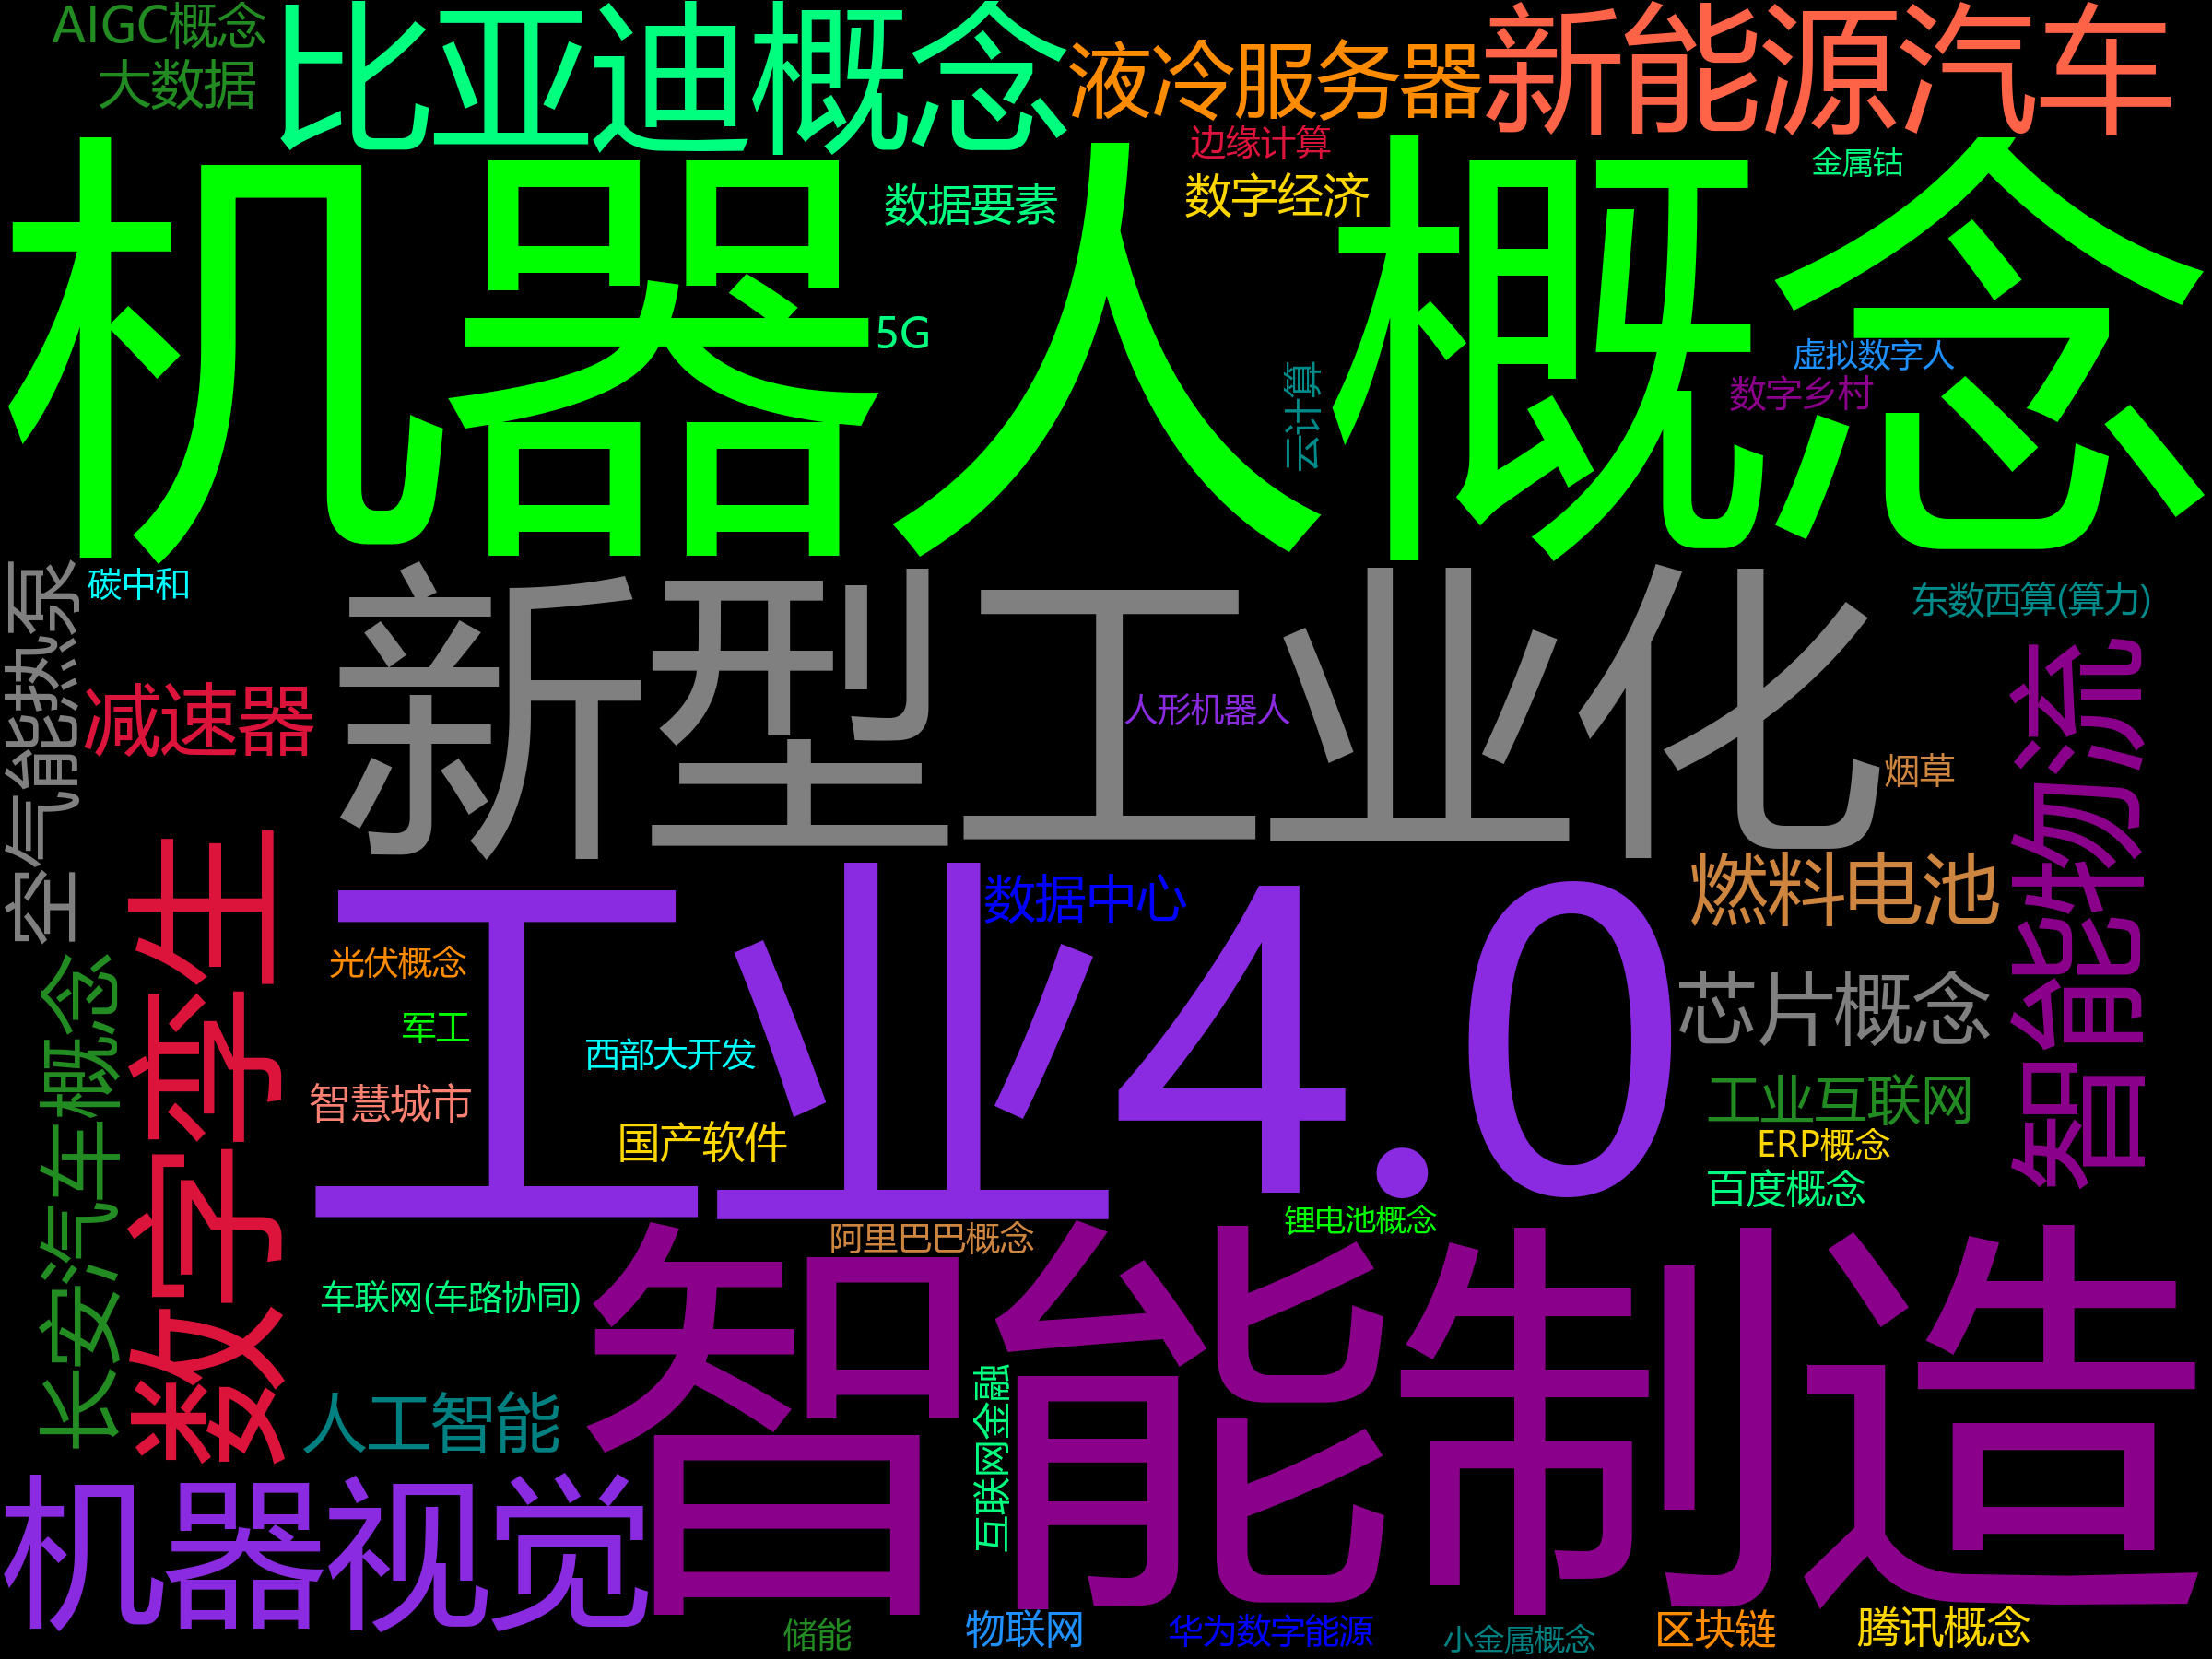 AIGC概念
比亚迪概念
液冷服务器
新能源汽车
大数据
边缘计算
金属钴
机器人概念
数据要素
数字经济
5G
云计算
虚拟数字人
数字乡村
碳中和
空气能热泵
新型工业化
东数西算(算力)
减速器
人形机器人
智能物流
烟草
数字孪生
工业4.0
数据中心
燃料电池
光伏概念
长安汽车概念
芯片概念
军工
西部大开发
智慧城市
工业互联网
国产软件
ERP概念
百度概念
锂电池概念
阿里巴巴概念
智能制造
车联网(车路协同)
互联网金融
人工智能
机器视觉
储能
物联网
华为数字能源
小金属概念
区块链
腾讯概念